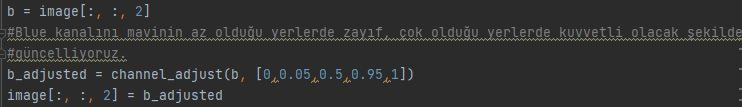 b = image[:, :, 2]
#Blue kanalını mavinin az olduğu yerlerde zayıf, çok olduğu yerlerde kuvvetli olacak şekilde
#güncelliyoruz.
b_adjusted = channel_adjust(b, [0,0.05,0.5,0.95,1])
image[:, :, 2] = b_adjusted